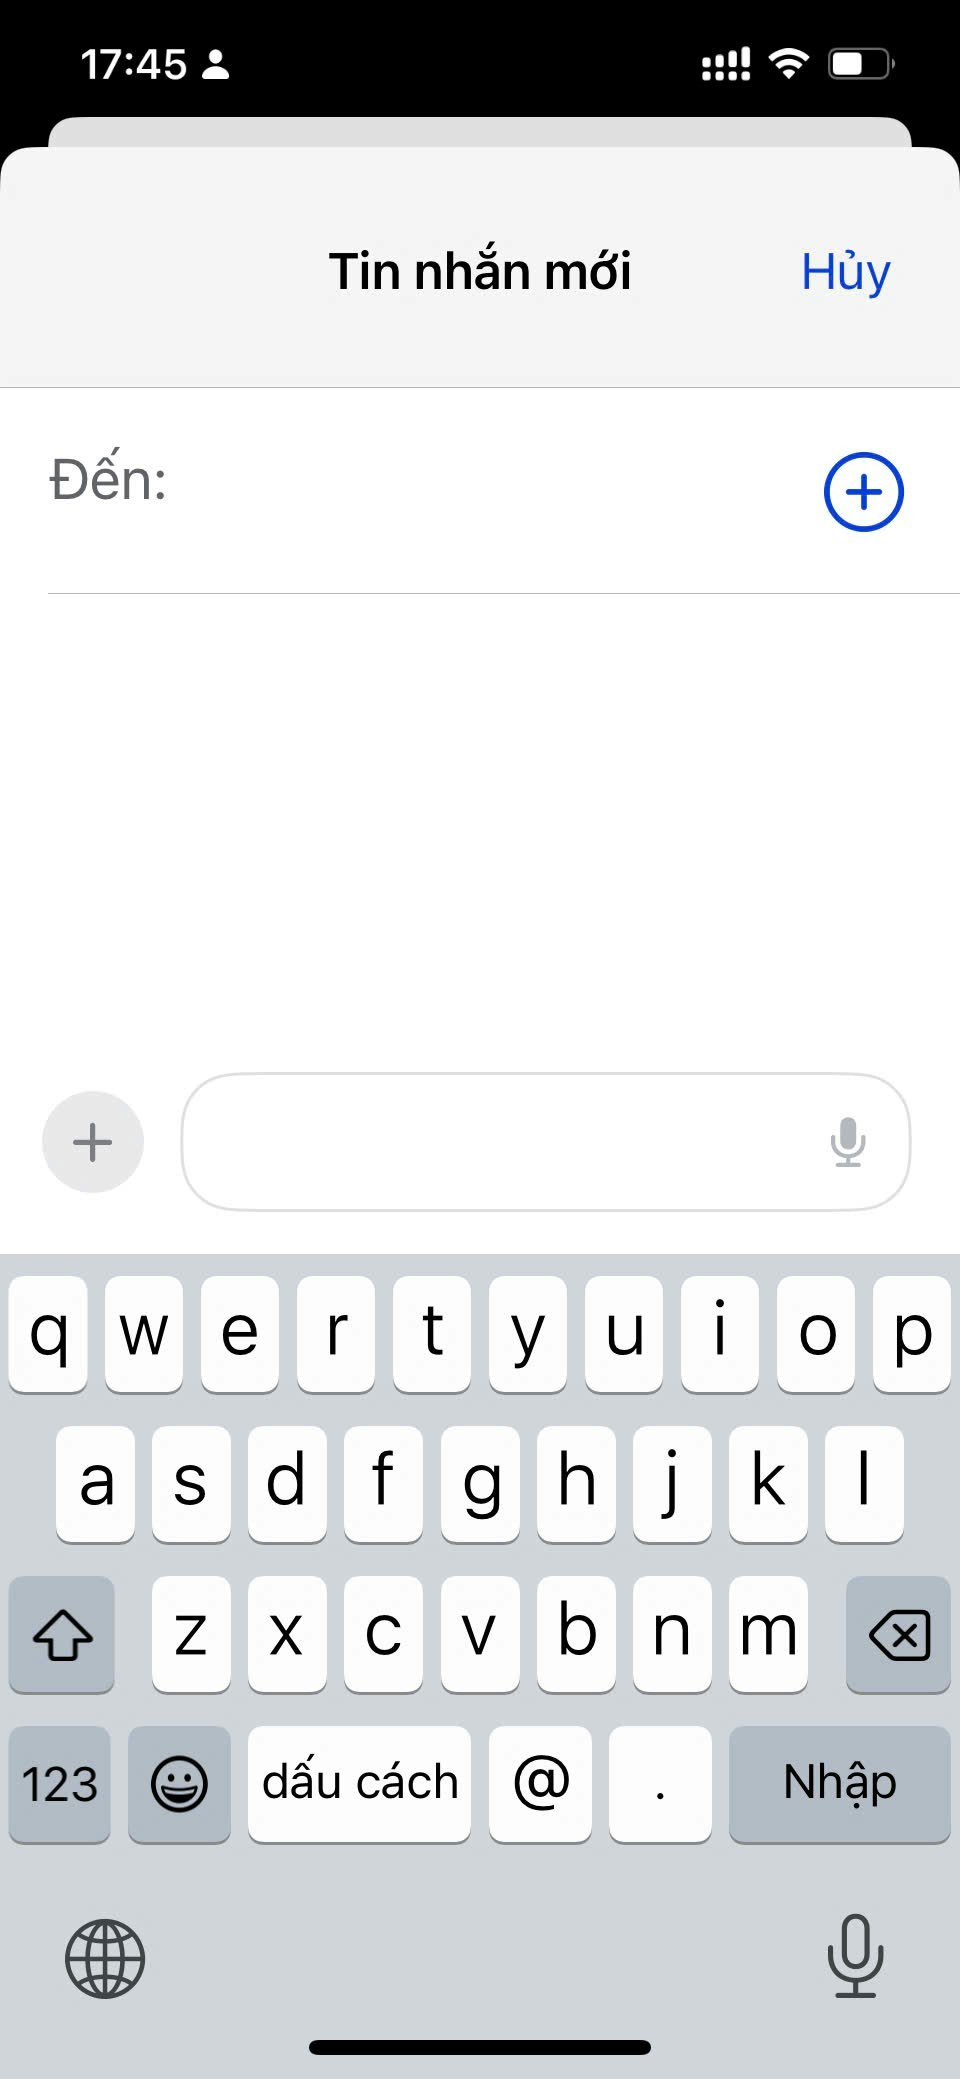 17:45
Tin nhắn mới
Hủy
Đến:
q w e r t y u i o p
a s d f g h j k l
z x c v b n m
123 dấu cách @ . Nhập